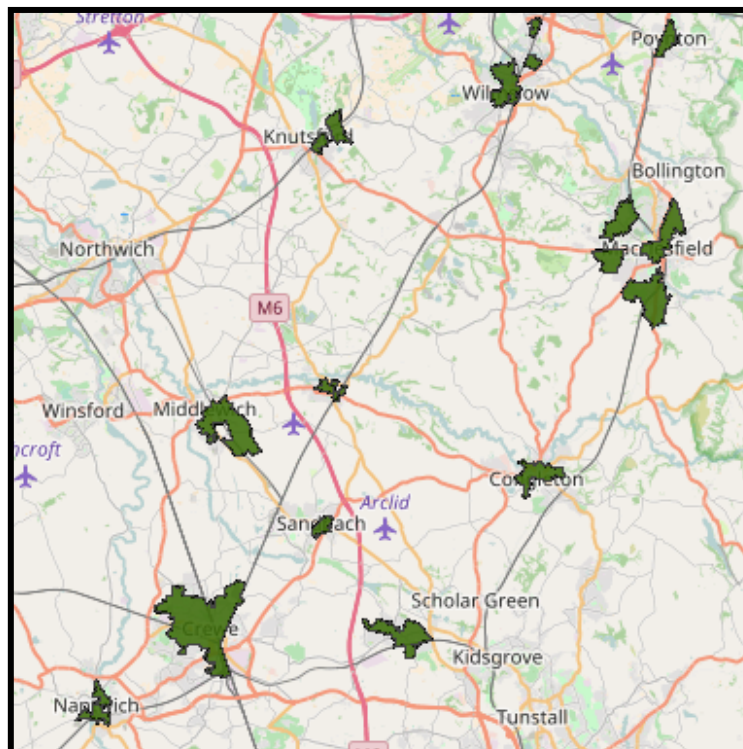 Stretton
Poynton
Wilmslow
Knutsford
Bollington
Northwich
Macclesfield
M6
Winsford
Middlewich
Arclid
Congleton
Sandbach
Scholar Green
Crewe
Kidsgrove
Nantwich
Tunstall